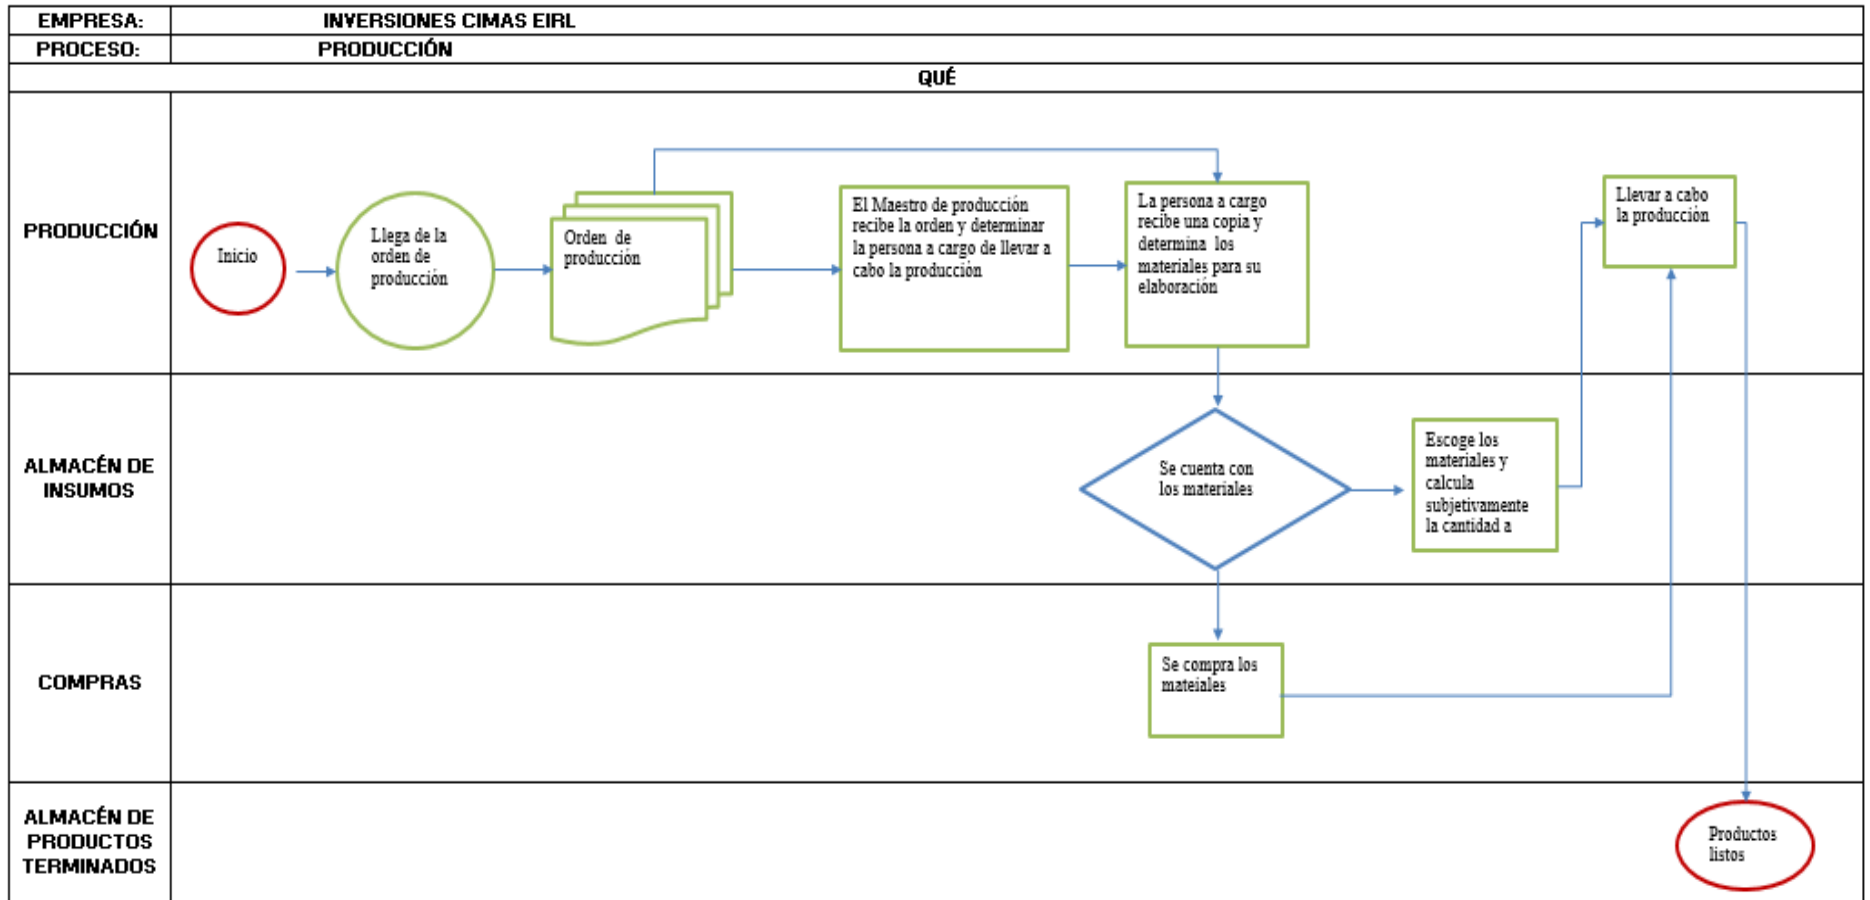 EMPRESA: INVERSIONES CIMAS EIRL
PROCESO: PRODUCCIÓN
QUÉ
PRODUCCIÓN
Inicio
Llega de la
orden de
producción
Orden de
producción
El Maestro de producción
recibe la orden y determinar
la persona a cargo de llevar a
cabo la producción
La persona a cargo
recibe una copia y
determina los
materiales para su
elaboración
Llevar a cabo
la producción
ALMACÉN DE
INSUMOS
Se cuenta con
los materiales
Escoge los
materiales y
calcula
subjetivamente
la cantidad a
COMPRAS
Se compra los
mateiales
ALMACÉN DE
PRODUCTOS
TERMINADOS
Productos
listos